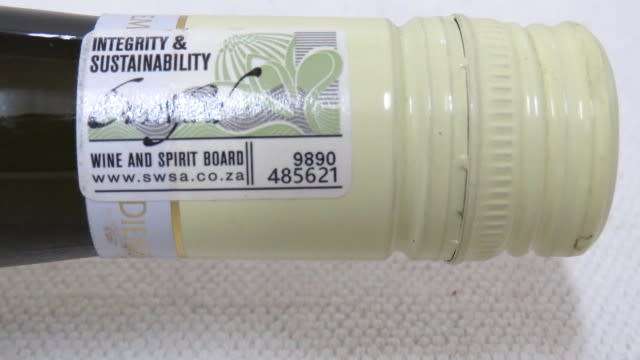 INTEGRITY &
SUSTAINABILITY
WINE AND SPIRIT BOARD
www.swsa.co.za
9890
485621